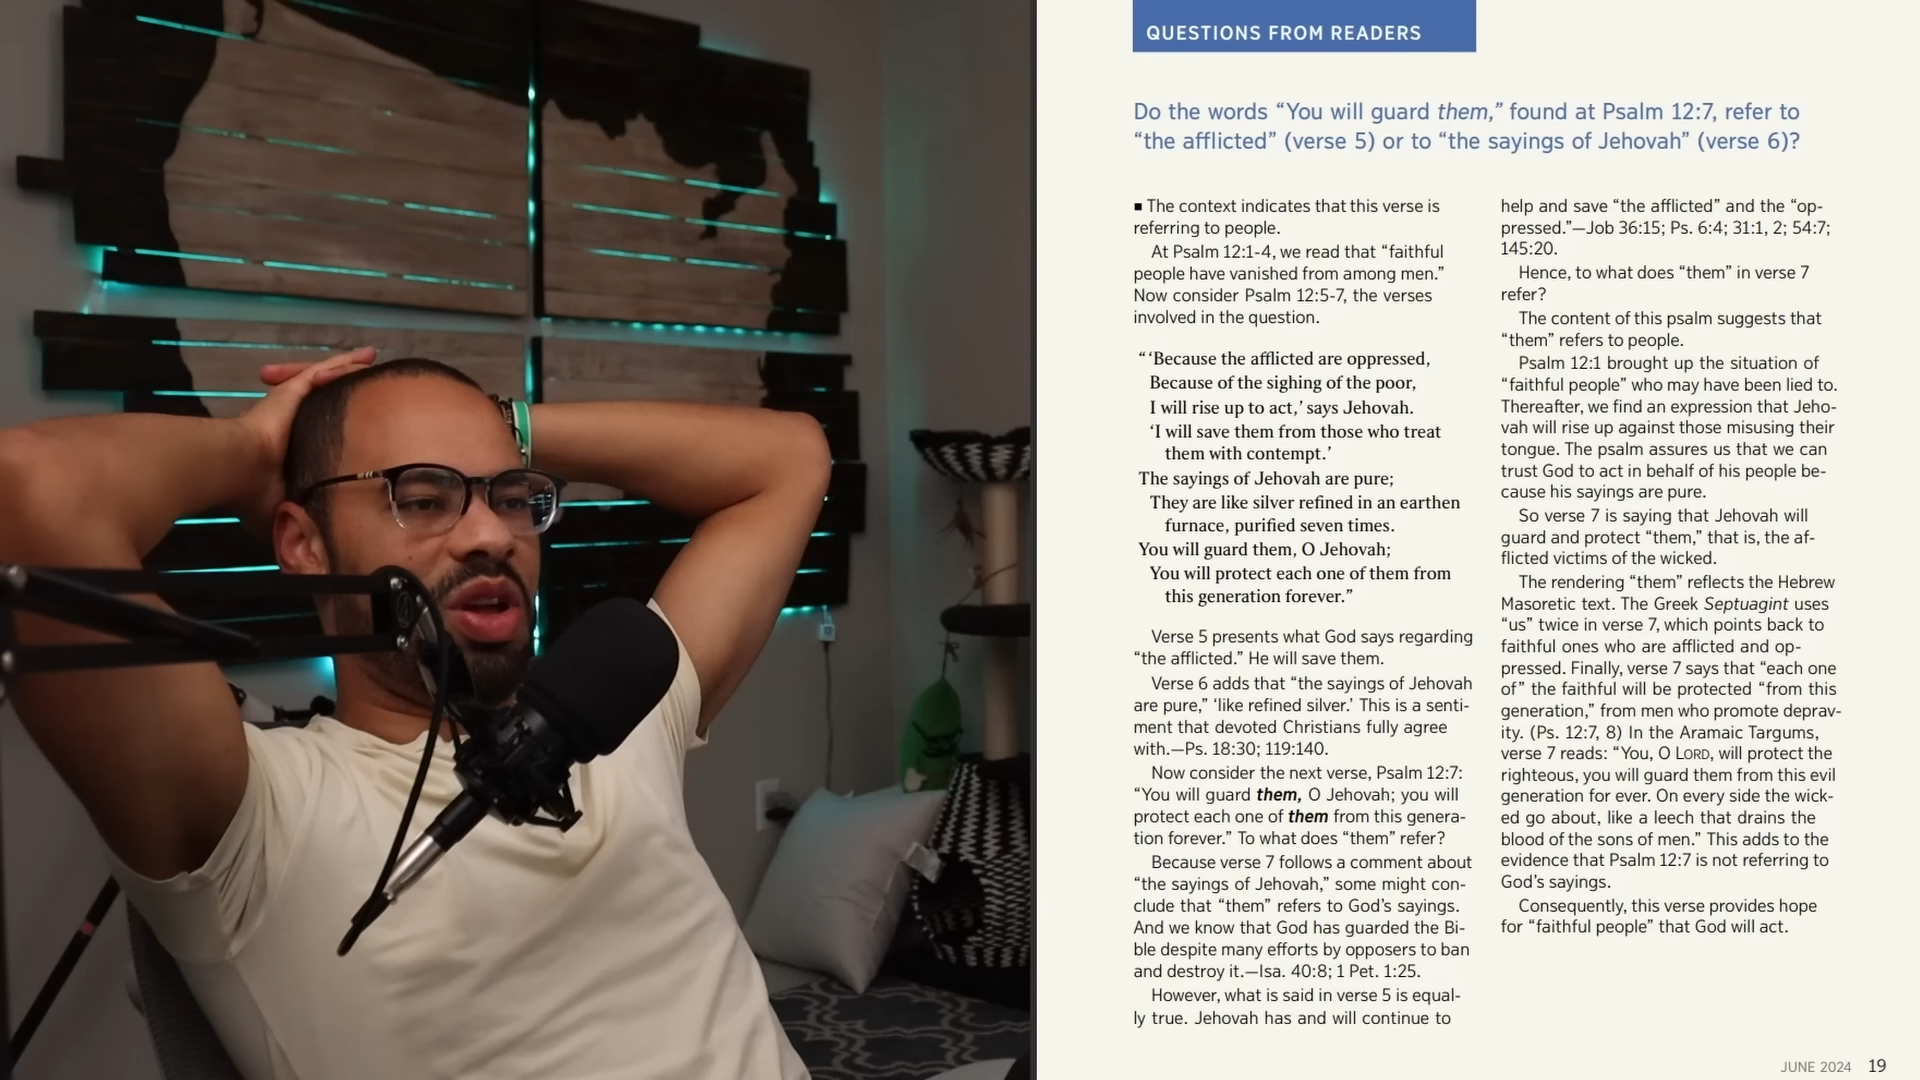 QUESTIONS FROM READERS
Do the words “You will guard them,” found at Psalm 12:7, refer to
“the afflicted” (verse 5) or to “the sayings of Jehovah” (verse 6)?
■ The context indicates that this verse is
referring to people.
At Psalm 12:1-4, we read that “faithful
people have vanished from among men.”
Now consider Psalm 12:5-7, the verses
involved in the question.
“ ‘Because the afflicted are oppressed,
Because of the sighing of the poor,
I will rise up to act,’ says Jehovah.
‘I will save them from those who treat
them with contempt.’
The sayings of Jehovah are pure;
They are like silver refined in an earthen
furnace, purified seven times.
You will guard them, O Jehovah;
You will protect each one of them from
this generation forever.”
Verse 5 presents what God says regarding
“the afflicted.” He will save them.
Verse 6 adds that “the sayings of Jehovah
are pure,” ‘like refined silver.’ This is a senti-
ment that devoted Christians fully agree
with.—Ps. 18:30; 119:140.
Now consider the next verse, Psalm 12:7:
“You will guard them, O Jehovah; you will
protect each one of them from this genera-
tion forever.” To what does “them” refer?
Because verse 7 follows a comment about
“the sayings of Jehovah,” some might con-
clude that “them” refers to God’s sayings.
And we know that God has guarded the Bi-
ble despite many efforts by opposers to ban
and destroy it.—Isa. 40:8; 1 Pet. 1:25.
However, what is said in verse 5 is equal-
ly true. Jehovah has and will continue to
help and save “the afflicted” and the “op-
pressed.”—Job 36:15; Ps. 6:4; 31:1, 2; 54:7;
145:20.
Hence, to what does “them” in verse 7
refer?
The content of this psalm suggests that
“them” refers to people.
Psalm 12:1 brought up the situation of
“faithful people” who may have been lied to.
Thereafter, we find an expression that Jeho-
vah will rise up against those misusing their
tongue. The psalm assures us that we can
trust God to act in behalf of his people be-
cause his sayings are pure.
So verse 7 is saying that Jehovah will
guard and protect “them,” that is, the af-
flicted victims of the wicked.
The rendering “them” reflects the Hebrew
Masoretic text. The Greek Septuagint uses
“us” twice in verse 7, which points back to
faithful ones who are afflicted and op-
pressed. Finally, verse 7 says that “each one
of” the faithful will be protected “from this
generation,” from men who promote deprav-
ity. (Ps. 12:7, 8) In the Aramaic Targums,
verse 7 reads: “You, O LORD, will protect the
righteous, you will guard them from this evil
generation for ever. On every side the wick-
ed go about, like a leech that drains the
blood of the sons of men.” This adds to the
evidence that Psalm 12:7 is not referring to
God’s sayings.
Consequently, this verse provides hope
for “faithful people” that God will act.
JUNE 2024 19